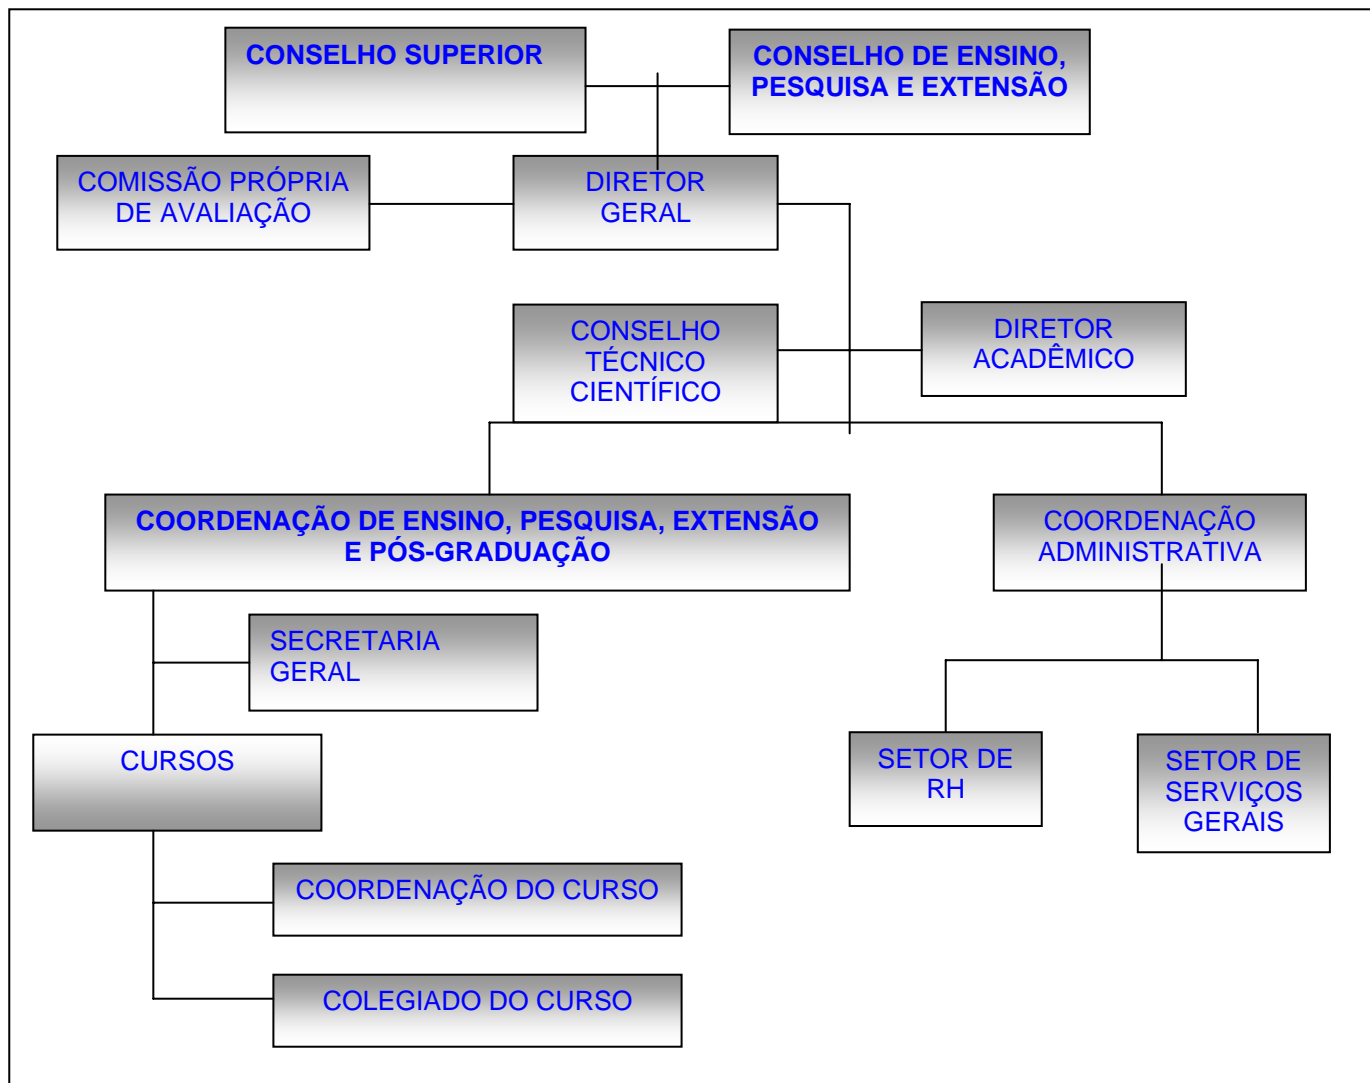 CONSELHO SUPERIOR
CONSELHO DE ENSINO,
PESQUISA E EXTENSÃO
COMISSÃO PRÓPRIA
DE AVALIAÇÃO
DIRETOR
GERAL
CONSELHO
TÉCNICO
CIENTÍFICO
DIRETOR
ACADÊMICO
COORDENAÇÃO DE ENSINO, PESQUISA, EXTENSÃO
E PÓS-GRADUAÇÃO
COORDENAÇÃO
ADMINISTRATIVA
SECRETARIA
GERAL
CURSOS
SETOR DE
RH
SETOR DE
SERVIÇOS
GERAIS
COORDENAÇÃO DO CURSO
COLEGIADO DO CURSO